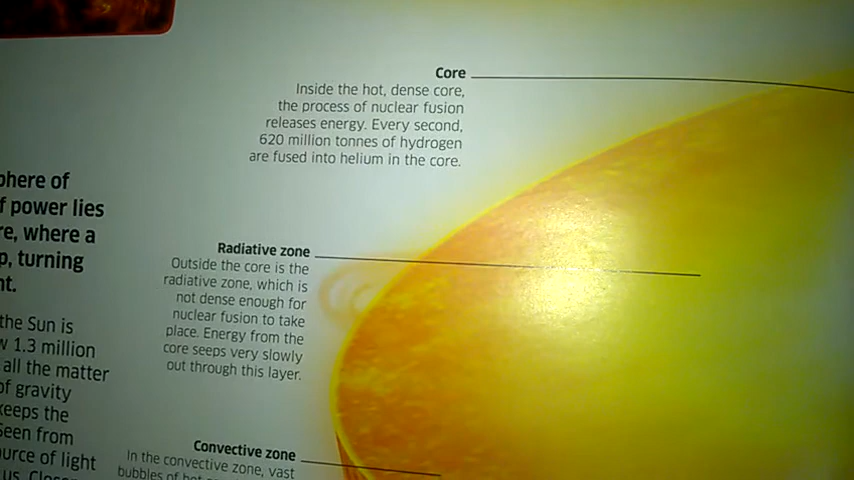 Core
Inside the hot, dense core,
the process of nuclear fusion
releases energy. Every second,
620 million tonnes of hydrogen
are fused into helium in the core.
of
power lies
where a
turning
Radiative zone
Outside the core is the
radiative zone, which is
not dense enough for
nuclear fusion to take
place. Energy from the
core seeps very slowly
out through this layer.
the Sun is
1.3 million
all the matter
of gravity
keeps the
Seen from
of light
us.
Convective zone
In the convective zone, vast
bubbles of hot